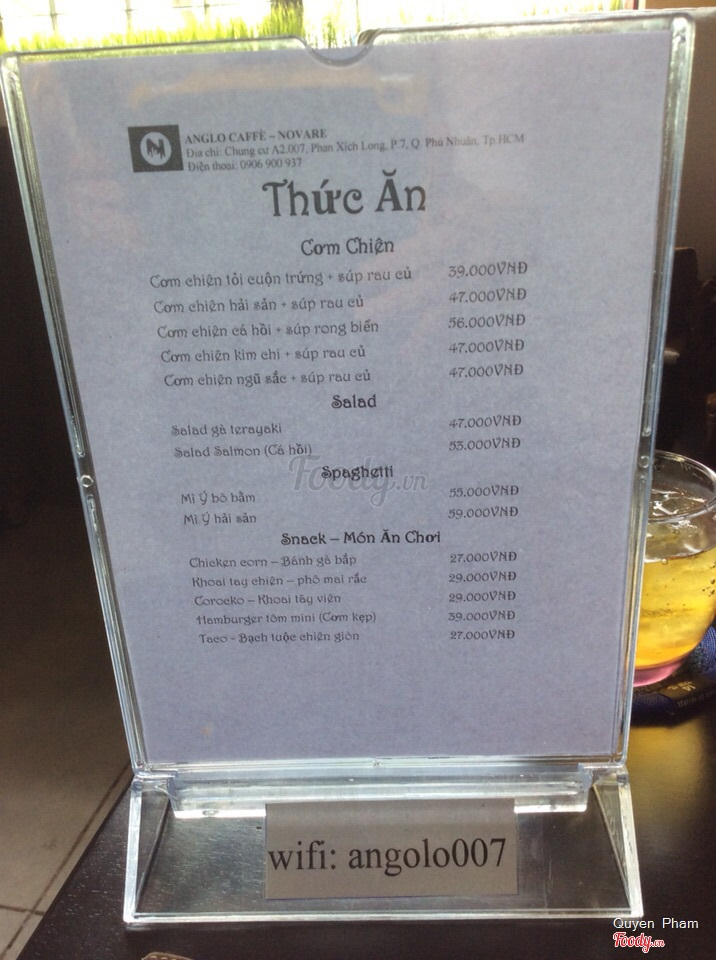 ANGLO CAFFÈ – NOVARE
Địa chỉ: Chung cư A2.007, Phan Xích Long, P.7, Q. Phú Nhuận, Tp.HCM
Điện thoại: 0906 900 937
Thức Ăn
Cơm Chiên
Cơm chiên tỏi cuộn trứng + súp rau củ 39.000VNĐ
Cơm chiên hải sản + súp rau củ 47.000VNĐ
Cơm chiên cá hồi + súp rong biển 56.000VNĐ
Cơm chiên kim chi + súp rau củ 47.000VNĐ
Cơm chiên ngũ sắc + súp rau củ 47.000VNĐ
Salad
Salad gà terayaki 47.000VNĐ
Salad Salmon (Cá hồi) 53.000VNĐ
Spaghetti
Foody.vn
Mì Ý bò bằm 55.000VNĐ
Mì Ý hải sản 59.000VNĐ
Snack – Món Ăn Chơi
Chicken corn – Bánh gà bắp 27.000VNĐ
Khoai tây chiên – phô mai rắc 29.000VNĐ
Corocko – Khoai tây viên 29.000VNĐ
Hamburger tôm mini (Cơm kẹp) 39.000VNĐ
Taco - Bạch tuộc chiên giòn 27.000VNĐ
wifi: angolo007
Quyen Pham
Foody.vn